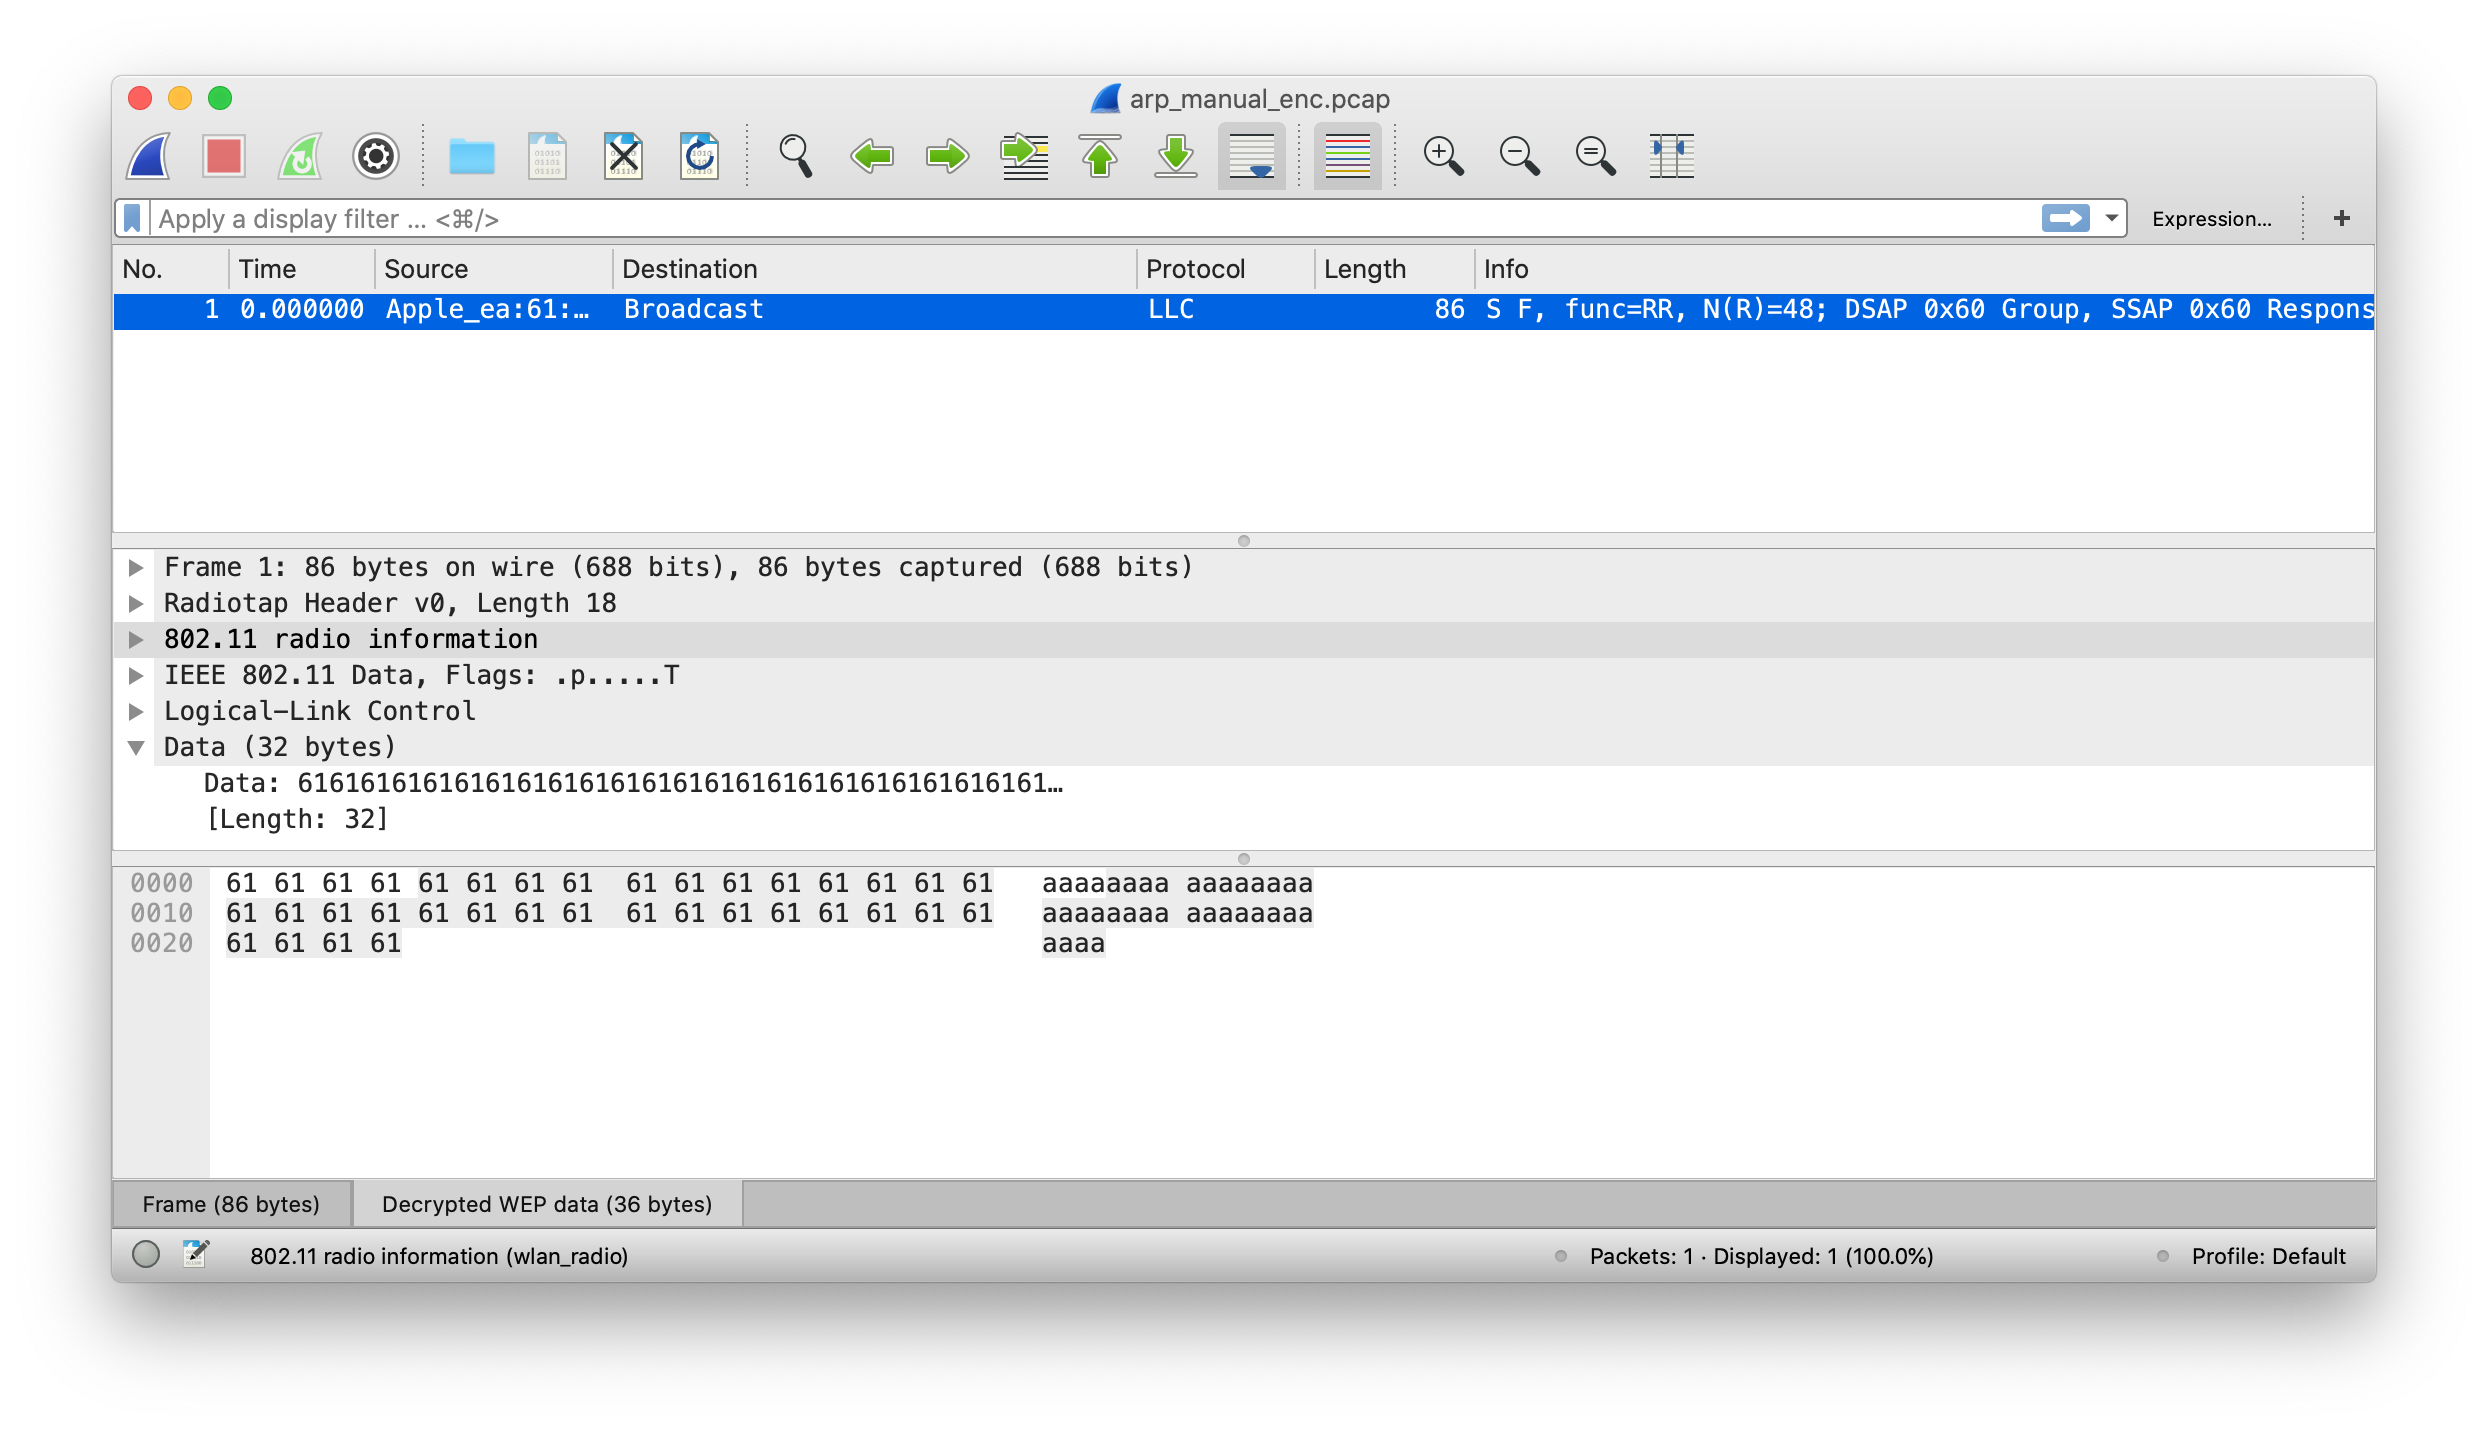 arp_manual_enc.pcap
Apply a display filter ... <⌘/>
Expression...
+
No. Time Source Destination Protocol Length Info
1 0.000000 Apple_ea:61:… Broadcast LLC 86 S F, func=RR, N(R)=48; DSAP 0x60 Group, SSAP 0x60 Respons
Frame 1: 86 bytes on wire (688 bits), 86 bytes captured (688 bits)
Radiotap Header v0, Length 18
802.11 radio information
IEEE 802.11 Data, Flags: .p.....T
Logical-Link Control
Data (32 bytes)
Data: 616161616161616161616161616161616161616161616161…
[Length: 32]
0000 61 61 61 61 61 61 61 61 61 61 61 61 61 61 61 61 aaaaaaaa aaaaaaaa
0010 61 61 61 61 61 61 61 61 61 61 61 61 61 61 61 61 aaaaaaaa aaaaaaaa
0020 61 61 61 61 aaaa
Frame (86 bytes) Decrypted WEP data (36 bytes)
802.11 radio information (wlan_radio) Packets: 1 · Displayed: 1 (100.0%) Profile: Default